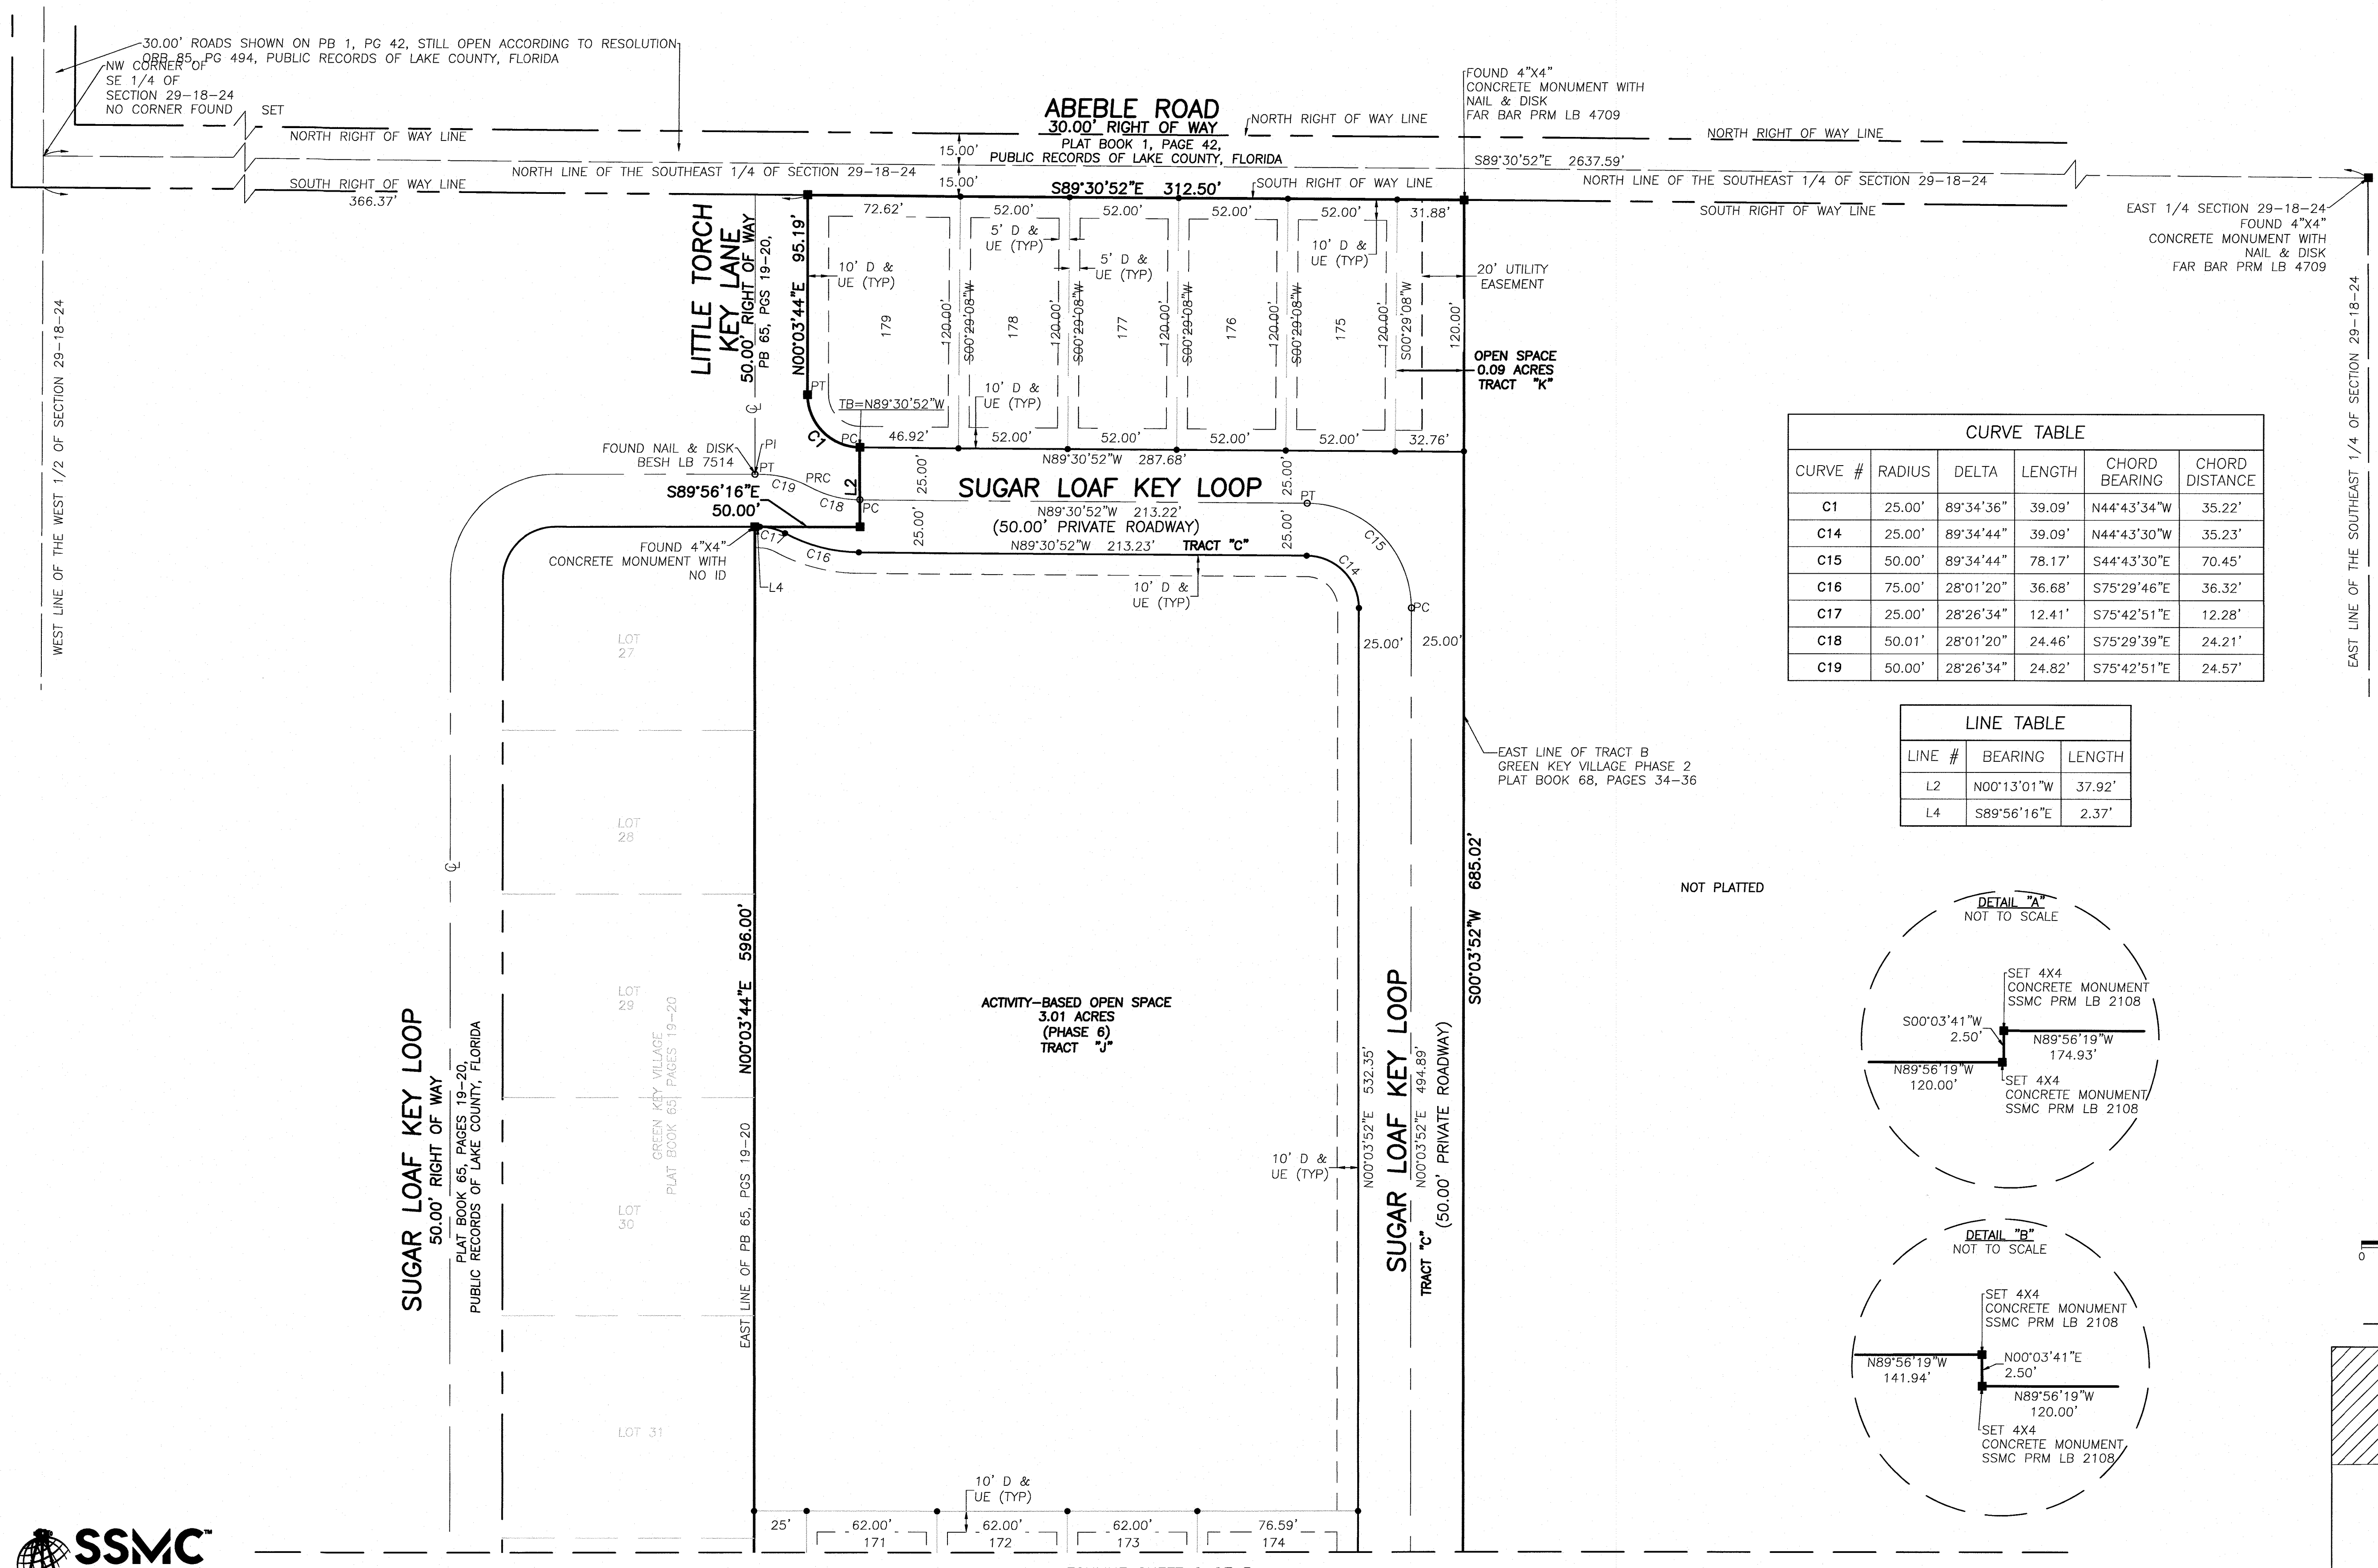 30.00' ROADS SHOWN ON PB 1, PG 42, STILL OPEN ACCORDING TO RESOLUTION
ORB 85, PG 494, PUBLIC RECORDS OF LAKE COUNTY, FLORIDA
NW CORNER OF
SE 1/4 OF
SECTION 29-18-24
NO CORNER FOUND
SET
NORTH RIGHT OF WAY LINE
SOUTH RIGHT OF WAY LINE
366.37'
NORTH LINE OF THE SOUTHEAST 1/4 OF SECTION 29-18-24
ABEBLE ROAD
30.00' RIGHT OF WAY
PLAT BOOK 1, PAGE 42,
PUBLIC RECORDS OF LAKE COUNTY, FLORIDA
15.00'
15.00'
S89°30'52"E 312.50'
NORTH RIGHT OF WAY LINE
SOUTH RIGHT OF WAY LINE
FOUND 4"X4"
CONCRETE MONUMENT WITH
NAIL & DISK
FAR BAR PRM LB 4709
NORTH RIGHT OF WAY LINE
S89°30'52"E 2637.59'
NORTH LINE OF THE SOUTHEAST 1/4 OF SECTION 29-18-24
SOUTH RIGHT OF WAY LINE
EAST 1/4 SECTION 29-18-24
FOUND 4"X4"
CONCRETE MONUMENT WITH
NAIL & DISK
FAR BAR PRM LB 4709
WEST LINE OF THE WEST 1/2 OF SECTION 29-18-24
EAST LINE OF THE SOUTHEAST 1/4 OF SECTION 29-18-24
LITTLE TORCH
KEY LANE
50.00' RIGHT OF WAY
PB 65, PGS 19-20,
N00°03'44"E 95.19'
72.62'
52.00'
52.00'
52.00'
52.00'
31.88'
5' D &
UE (TYP)
5' D &
UE (TYP)
10' D &
UE (TYP)
10' D &
UE (TYP)
20' UTILITY
EASEMENT
179
120.00'
S00°29'08"W
178
120.00'
S00°29'08"W
177
120.00'
S00°29'08"W
176
120.00'
S00°29'08"W
175
120.00'
S00°29'08"W
120.00'
OPEN SPACE
0.09 ACRES
TRACT "K"
10' D &
UE (TYP)
PT
TB=N89°30'52"W
C1
PC
46.92'
52.00'
52.00'
52.00'
52.00'
32.76'
N89°30'52"W 287.68'
FOUND NAIL & DISK
BESH LB 7514
PI
PT
C19
PRC
C18
L2
PC
S89°56'16"E
50.00'
25.00'
25.00'
SUGAR LOAF KEY LOOP
N89°30'52"W 213.22'
(50.00' PRIVATE ROADWAY)
N89°30'52"W 213.23'
TRACT "C"
25.00'
25.00'
PT
C15
C14
PC
FOUND 4"X4"
CONCRETE MONUMENT WITH
NO ID
C17
C16
L4
10' D &
UE (TYP)
25.00'
25.00'
LOT
27
LOT
28
LOT
29
LOT
30
LOT 31
GREEN KEY VILLAGE
PLAT BOOK 65, PAGES 19-20
EAST LINE OF TRACT B
GREEN KEY VILLAGE PHASE 2
PLAT BOOK 68, PAGES 34-36
S00°03'52"W 685.02'
N00°03'44"E 596.00'
EAST LINE OF PB 65, PGS 19-20
SUGAR LOAF KEY LOOP
50.00' RIGHT OF WAY
PLAT BOOK 65, PAGES 19-20,
PUBLIC RECORDS OF LAKE COUNTY, FLORIDA
ACTIVITY-BASED OPEN SPACE
3.01 ACRES
(PHASE 6)
TRACT "J"
10' D &
UE (TYP)
N00°03'52"E 532.35'
SUGAR LOAF KEY LOOP
N00°03'52"E 494.89'
TRACT "C"
(50.00' PRIVATE ROADWAY)
10' D &
UE (TYP)
25'
62.00'
62.00'
62.00'
76.59'
171
172
173
174
CURVE TABLE
CURVE # RADIUS DELTA LENGTH CHORD BEARING CHORD DISTANCE
C1 25.00' 89°34'36" 39.09' N44°43'34"W 35.22'
C14 25.00' 89°34'44" 39.09' N44°43'30"W 35.23'
C15 50.00' 89°34'44" 78.17' S44°43'30"E 70.45'
C16 75.00' 28°01'20" 36.68' S75°29'46"E 36.32'
C17 25.00' 28°26'34" 12.41' S75°42'51"E 12.28'
C18 50.01' 28°01'20" 24.46' S75°29'39"E 24.21'
C19 50.00' 28°26'34" 24.82' S75°42'51"E 24.57'
LINE TABLE
LINE # BEARING LENGTH
L2 N00°13'01"W 37.92'
L4 S89°56'16"E 2.37'
NOT PLATTED
DETAIL "A"
NOT TO SCALE
SET 4X4
CONCRETE MONUMENT
SSMC PRM LB 2108
S00°03'41"W
2.50'
N89°56'19"W
174.93'
N89°56'19"W
120.00'
SET 4X4
CONCRETE MONUMENT
SSMC PRM LB 2108
DETAIL "B"
NOT TO SCALE
SET 4X4
CONCRETE MONUMENT
SSMC PRM LB 2108
N89°56'19"W
141.94'
N00°03'41"E
2.50'
N89°56'19"W
120.00'
SET 4X4
CONCRETE MONUMENT
SSMC PRM LB 2108
0
SSMC™